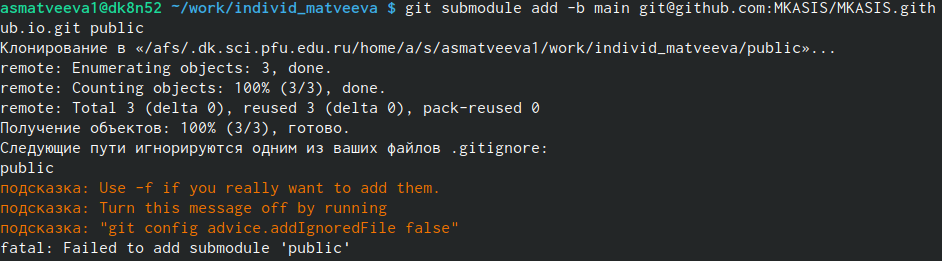 asmatveeva1@dk8n52 ~/work/individ_matveeva $ git submodule add -b main git@github.com:MKASIS/MKASIS.gith
ub.io.git public
Клонирование в «/afs/.dk.sci.pfu.edu.ru/home/a/s/asmatveeva1/work/individ_matveeva/public»...
remote: Enumerating objects: 3, done.
remote: Counting objects: 100% (3/3), done.
remote: Total 3 (delta 0), reused 3 (delta 0), pack-reused 0
Получение объектов: 100% (3/3), готово.
Следующие пути игнорируются одним из ваших файлов .gitignore:
public
подсказка: Use -f if you really want to add them.
подсказка: Turn this message off by running
подсказка: "git config advice.addIgnoredFile false"
fatal: Failed to add submodule 'public'